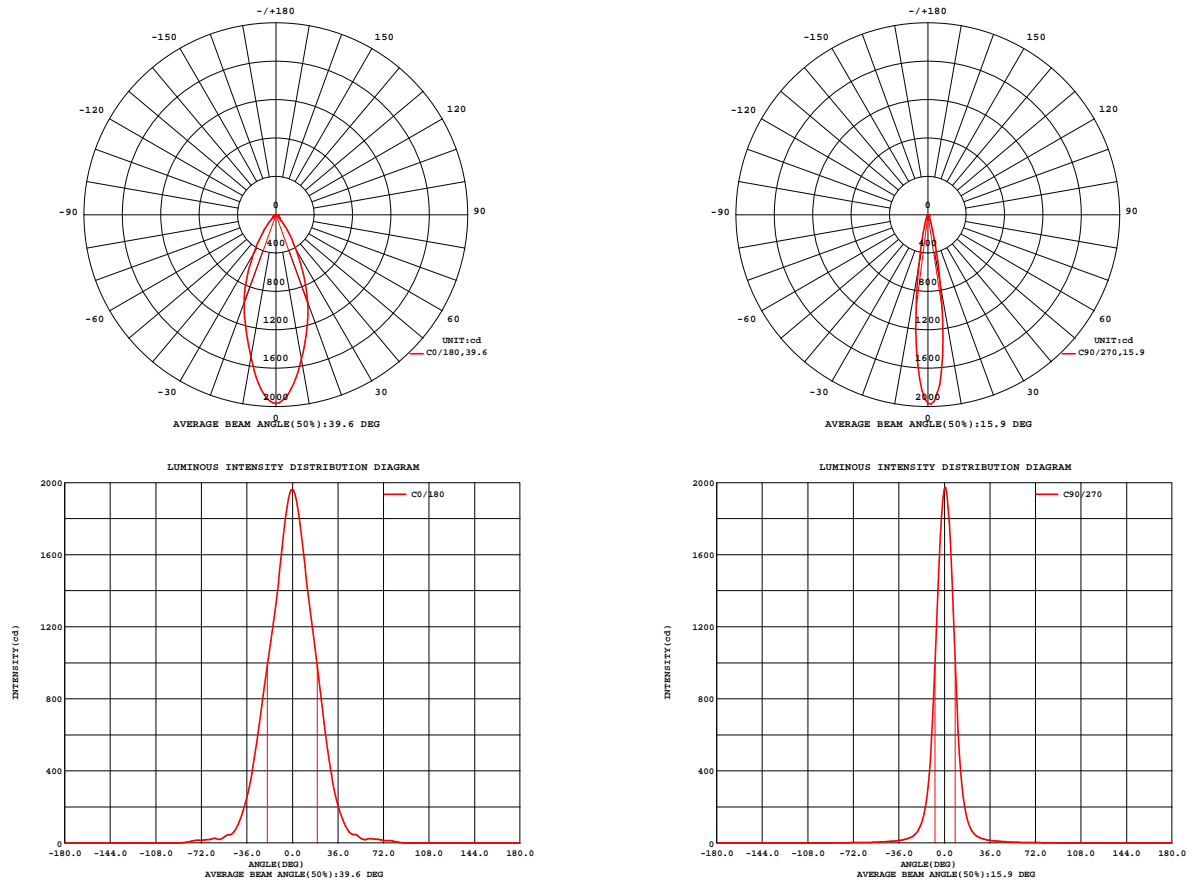 -/+180
-150 150
-120 120
-90 90
-60 60
-30 30
0
0
400
800
1200
1600
2000
UNIT:cd
C0/180,39.6
AVERAGE BEAM ANGLE(50%):39.6 DEG
-/+180
-150 150
-120 120
-90 90
-60 60
-30 30
0
0
400
800
1200
1600
2000
UNIT:cd
C90/270,15.9
AVERAGE BEAM ANGLE(50%):15.9 DEG
LUMINOUS INTENSITY DISTRIBUTION DIAGRAM
C0/180
INTENSITY(cd)
2000
1600
1200
800
400
0
-180.0 -144.0 -108.0 -72.0 -36.0 0.0 36.0 72.0 108.0 144.0 180.0
ANGLE(DEG)
AVERAGE BEAM ANGLE(50%):39.6 DEG
LUMINOUS INTENSITY DISTRIBUTION DIAGRAM
C90/270
INTENSITY(cd)
2000
1600
1200
800
400
0
-180.0 -144.0 -108.0 -72.0 -36.0 0.0 36.0 72.0 108.0 144.0 180.0
ANGLE(DEG)
AVERAGE BEAM ANGLE(50%):15.9 DEG